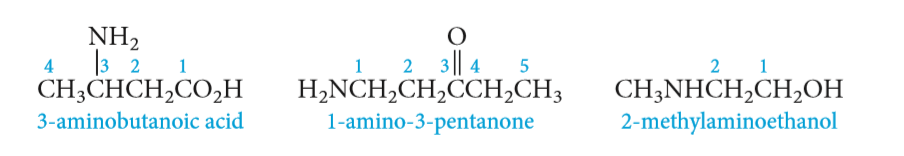 NH₂ O
4 3 2 1 1 2 3 4 5 2 1
CH₃CHCH₂CO₂H H₂NCH₂CH₂CCH₂CH₃ CH₃NHCH₂CH₂OH
3-aminobutanoic acid 1-amino-3-pentanone 2-methylaminoethanol